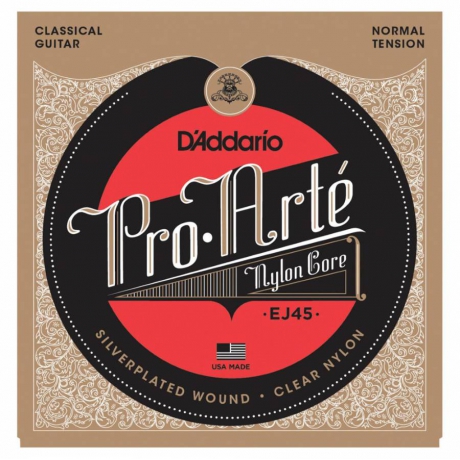 CLASSICAL
GUITAR
NORMAL
TENSION
D'Addario
Pro·Arté
Nylon Core
·EJ45·
USA MADE
SILVERPLATED WOUND · CLEAR NYLON